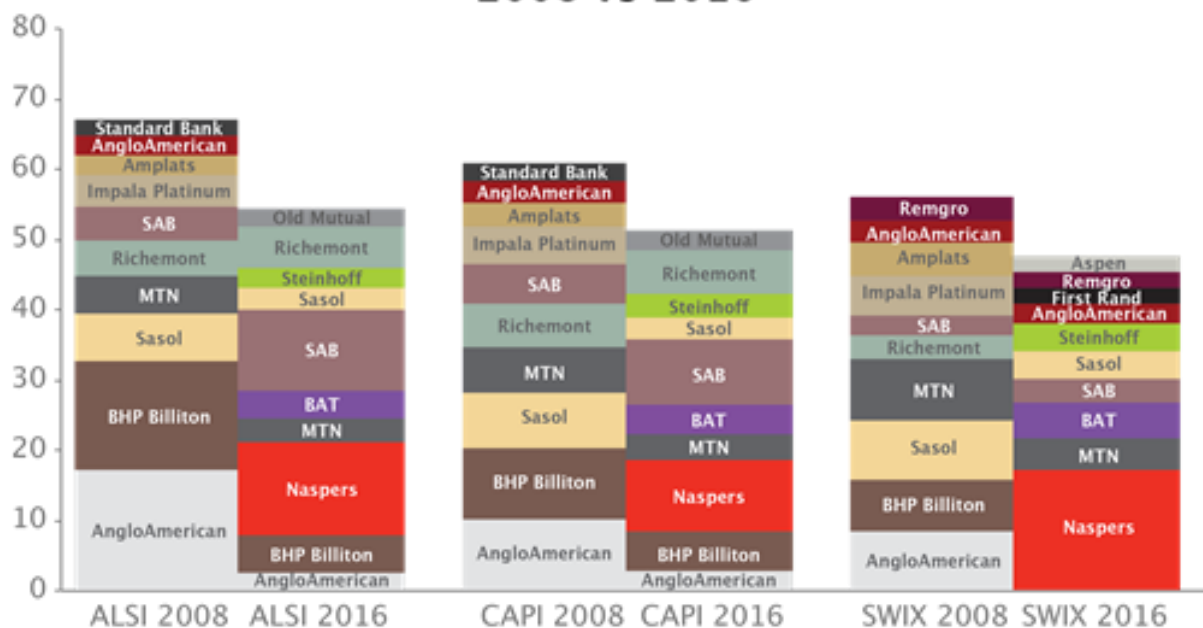 80
70
60
50
40
30
20
10
0
Standard Bank
AngloAmerican
Amplats
Impala Platinum
SAB
Richemont
MTN
Sasol
BHP Billiton
AngloAmerican
Old Mutual
Richemont
Steinhoff
Sasol
SAB
BAT
MTN
Naspers
BHP Billiton
AngloAmerican
Standard Bank
AngloAmerican
Amplats
Impala Platinum
SAB
Richemont
MTN
Sasol
BHP Billiton
AngloAmerican
Old Mutual
Richemont
Steinhoff
Sasol
SAB
BAT
MTN
Naspers
BHP Billiton
AngloAmerican
Remgro
AngloAmerican
Amplats
Impala Platinum
SAB
Richemont
MTN
Sasol
BHP Billiton
AngloAmerican
Aspen
Remgro
First Rand
AngloAmerican
Steinhoff
Sasol
SAB
BAT
MTN
Naspers
ALSI 2008 ALSI 2016 CAPI 2008 CAPI 2016 SWIX 2008 SWIX 2016